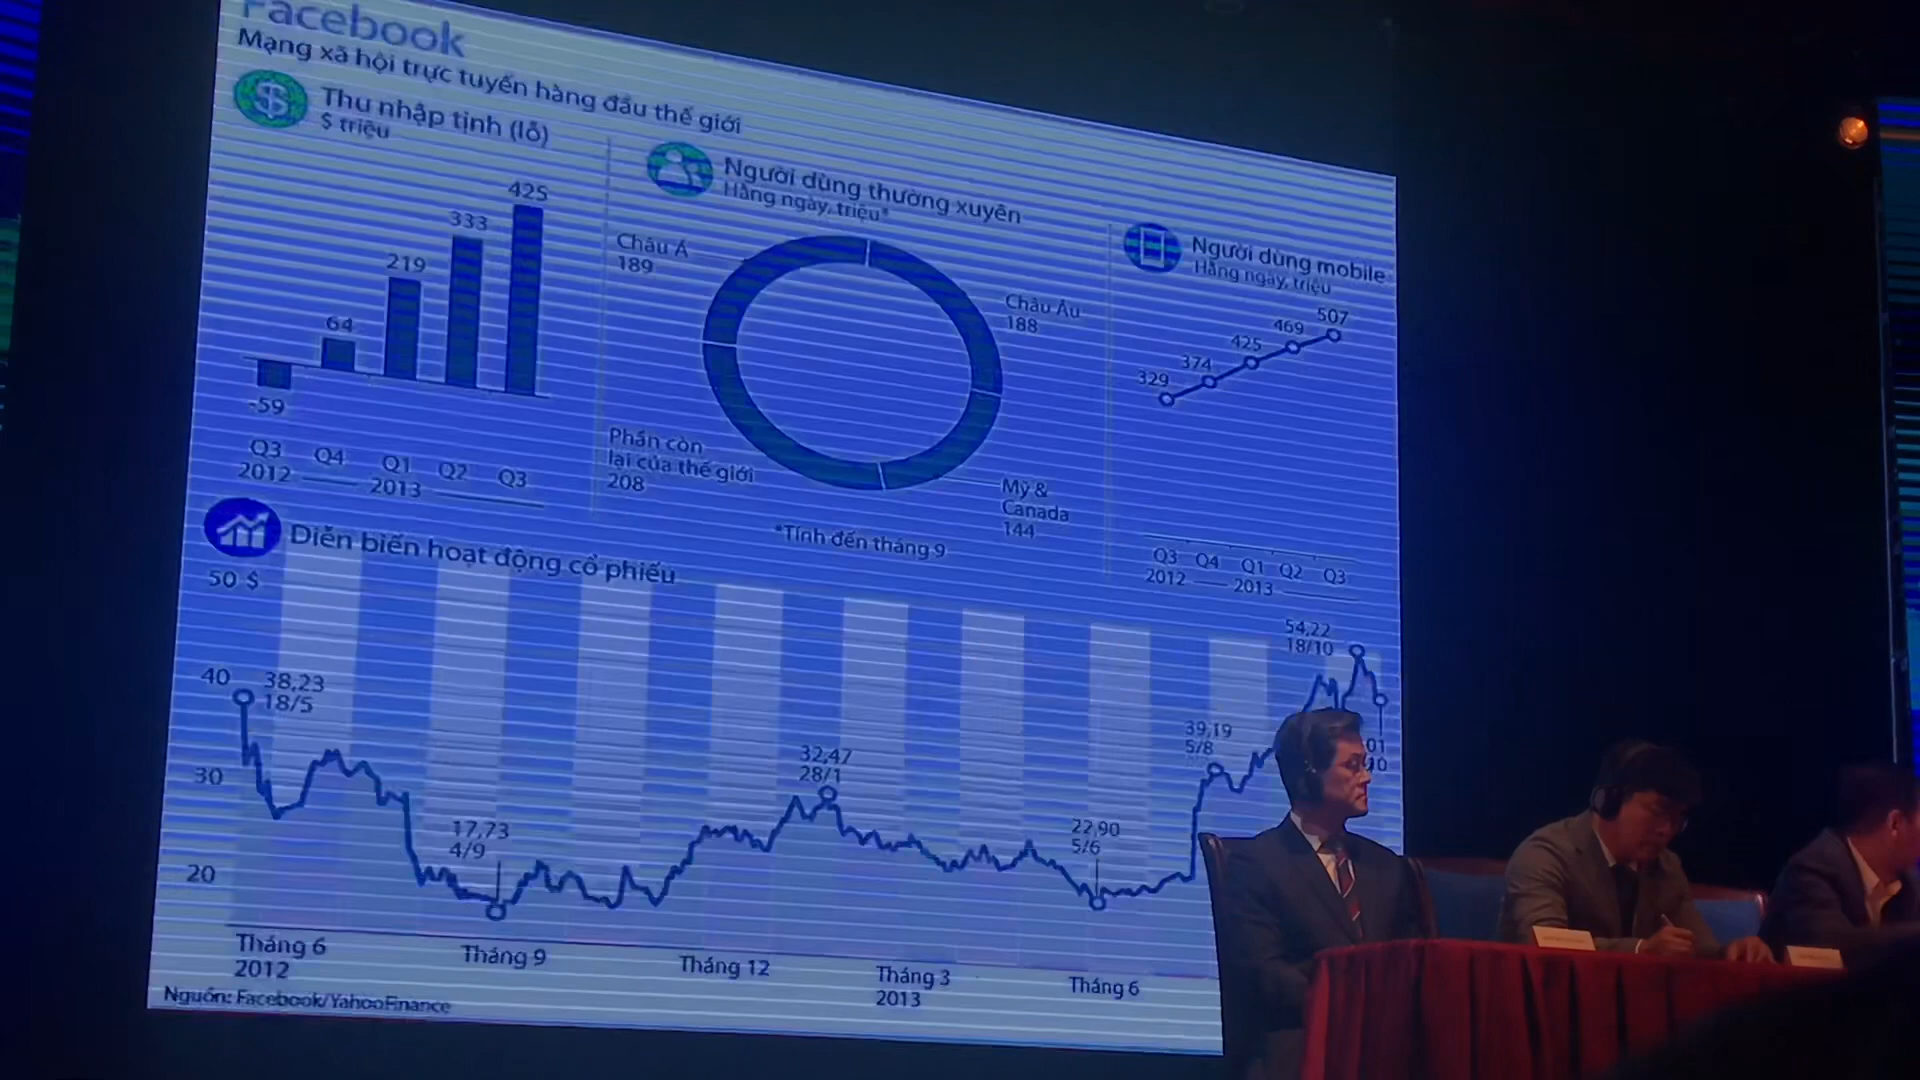 Facebook
Mạng xã hội trực tuyến hàng đầu thế giới
Thu nhập tịnh (lỗ)
$ triệu
425
333
219
64
-59
Q3 Q4 Q1 Q2 Q3
2012 2013
Người dùng thường xuyên
Hằng ngày, triệu*
Châu Á
189
Châu Âu
188
Phần còn
lại của thế giới
208
Mỹ &
Canada
144
*Tính đến tháng 9
Người dùng mobile
Hằng ngày, triệu
507
469
425
374
329
Q3 Q4 Q1 Q2 Q3
2012 2013
Diễn biến hoạt động cổ phiếu
50 $
40
30
20
38,23
18/5
17,73
4/9
32,47
28/1
22,90
5/6
39,19
5/8
54,22
18/10
01
Tháng 6
2012
Tháng 9
Tháng 12
Tháng 3
2013
Tháng 6
Nguồn: Facebook/YahooFinance